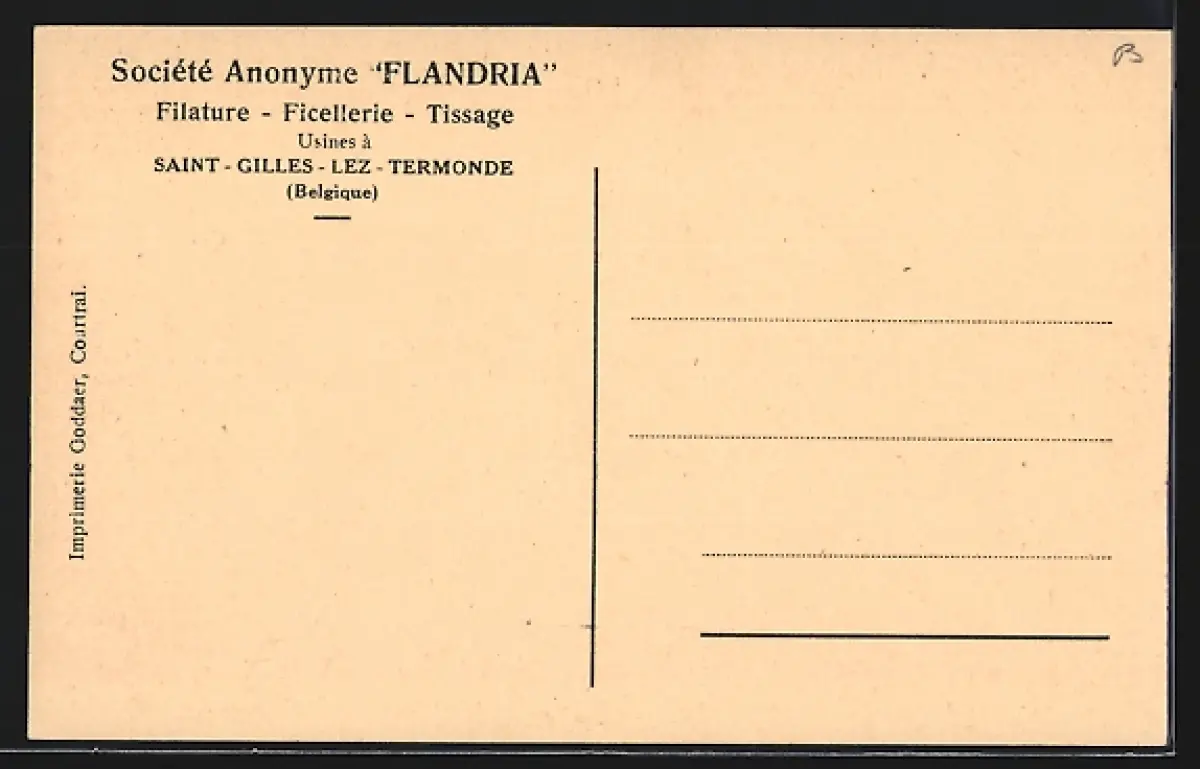 Société Anonyme "FLANDRIA"
Filature - Ficellerie - Tissage
Usines à
SAINT - GILLES - LEZ - TERMONDE
(Belgique)
Imprimerie Goddaer, Courtrai.
B